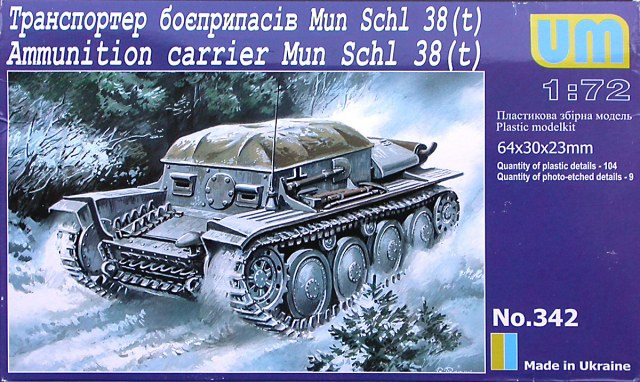 Транспортер боєприпасів Mun Schl 38(t)
Ammunition carrier Mun Schl 38(t)
um
1:72
Пластикова збірна модель
Plastic modelkit
64x30x23mm
Quantity of plastic details - 104
Quantity of photo-etched details - 9
No.342
Made in Ukraine